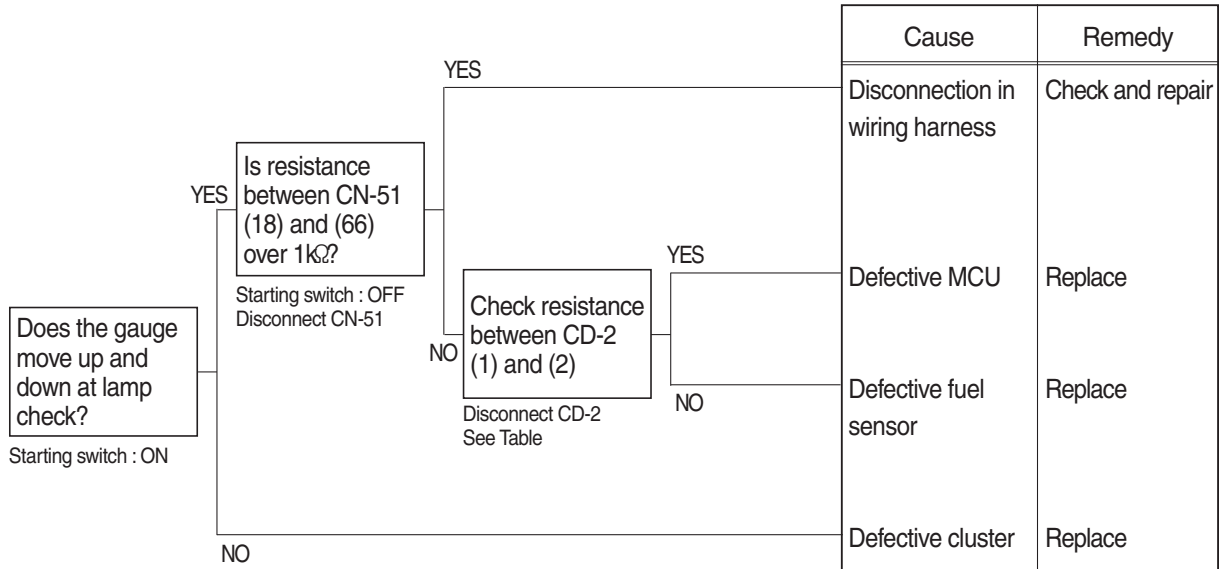 Cause
Remedy
YES
Disconnection in
wiring harness
Check and repair
YES
Is resistance
between CN-51
(18) and (66)
over 1kΩ?
Starting switch : OFF
Disconnect CN-51
YES
Defective MCU
Replace
NO
Check resistance
between CD-2
(1) and (2)
Disconnect CD-2
See Table
NO
Defective fuel
sensor
Replace
Does the gauge
move up and
down at lamp
check?
Starting switch : ON
NO
Defective cluster
Replace